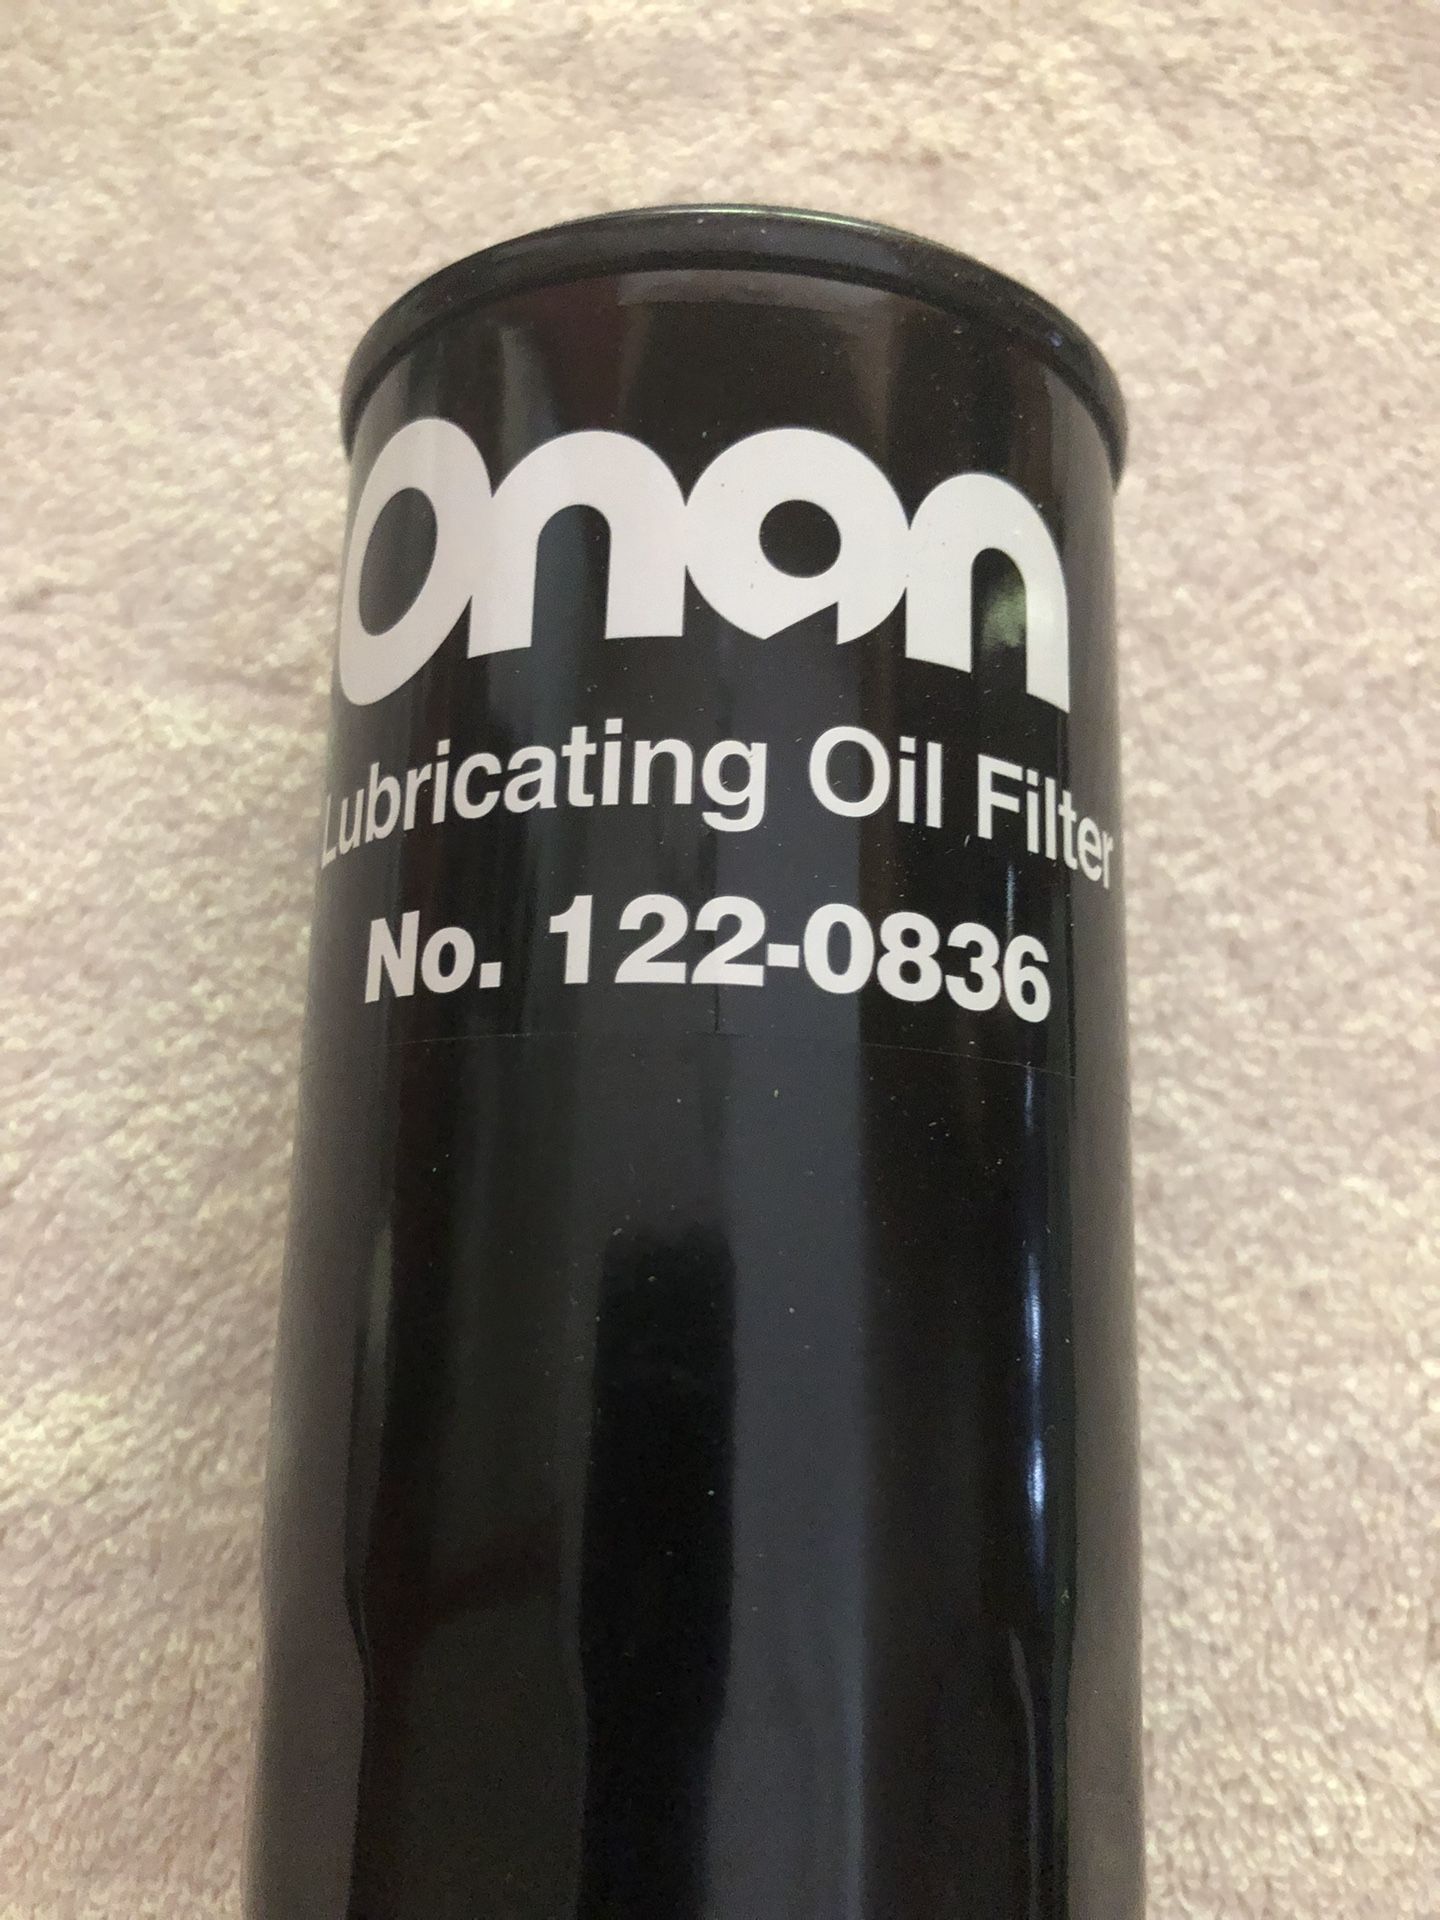 Onan
Lubricating Oil Filter
No. 122-0836